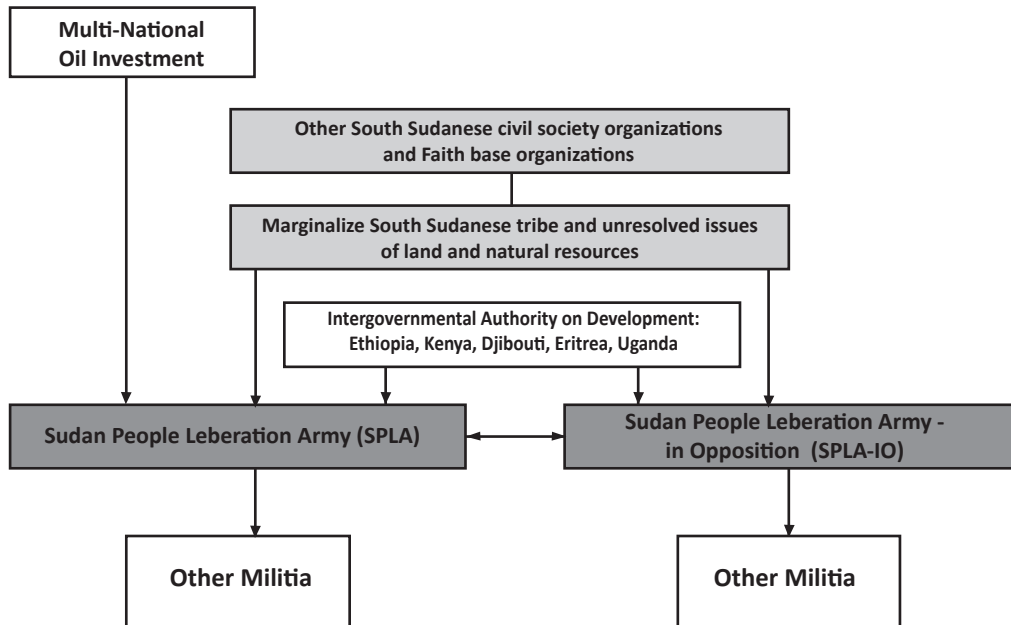 Multi-National
Oil Investment
Other South Sudanese civil society organizations
and Faith base organizations
Marginalize South Sudanese tribe and unresolved issues
of land and natural resources
Intergovernmental Authority on Development:
Ethiopia, Kenya, Djibouti, Eritrea, Uganda
Sudan People Leberation Army (SPLA)
Sudan People Leberation Army -
in Opposition (SPLA-IO)
Other Militia
Other Militia